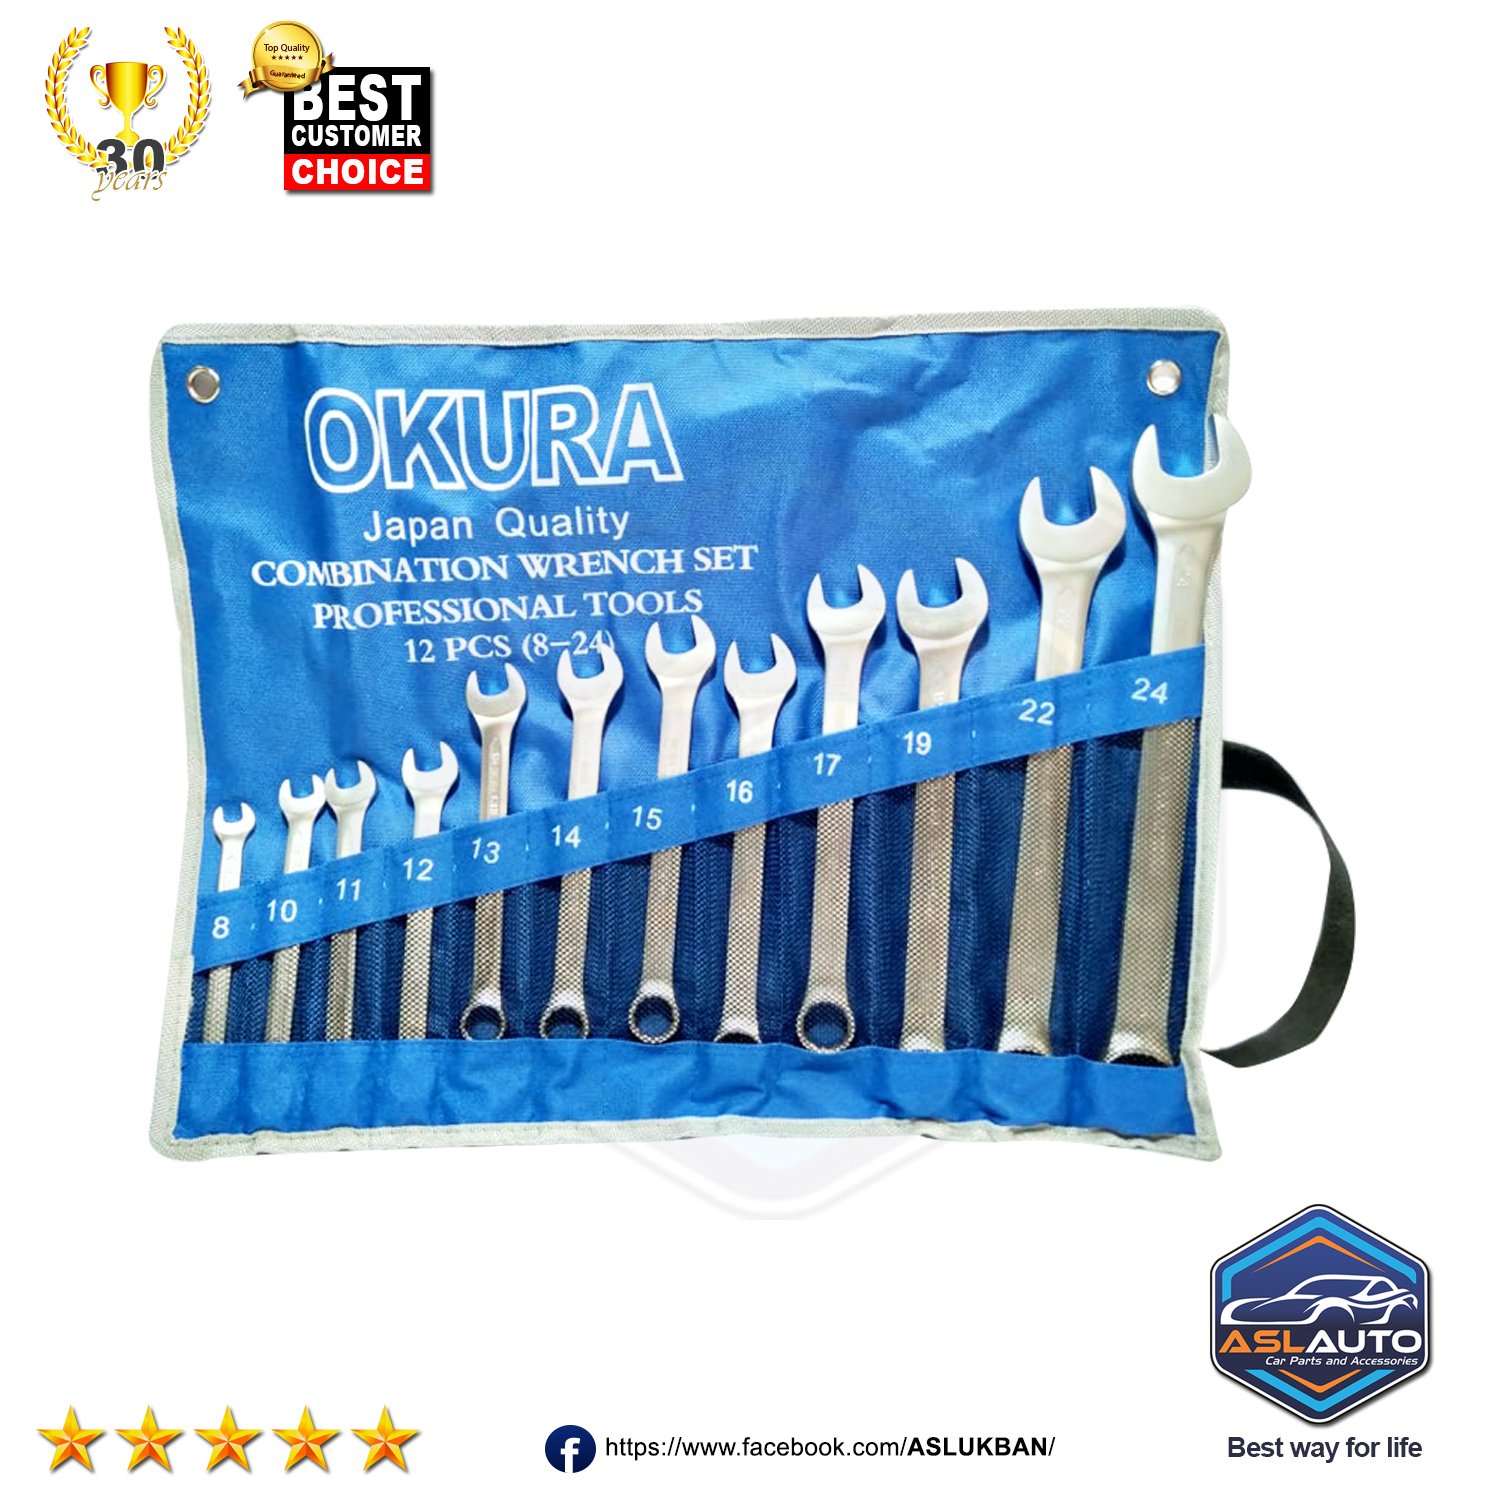 30
years
Top Quality
★★★★★
Guaranteed
BEST
CUSTOMER
CHOICE
OKURA
Japan Quality
COMBINATION WRENCH SET
PROFESSIONAL TOOLS
12 PCS (8-24)
8
10
11
12
13
14
15
16
17
19
22
24
ASLAUTO
Car Parts and Accessories
Best way for life
https://www.facebook.com/ASLUKBAN/